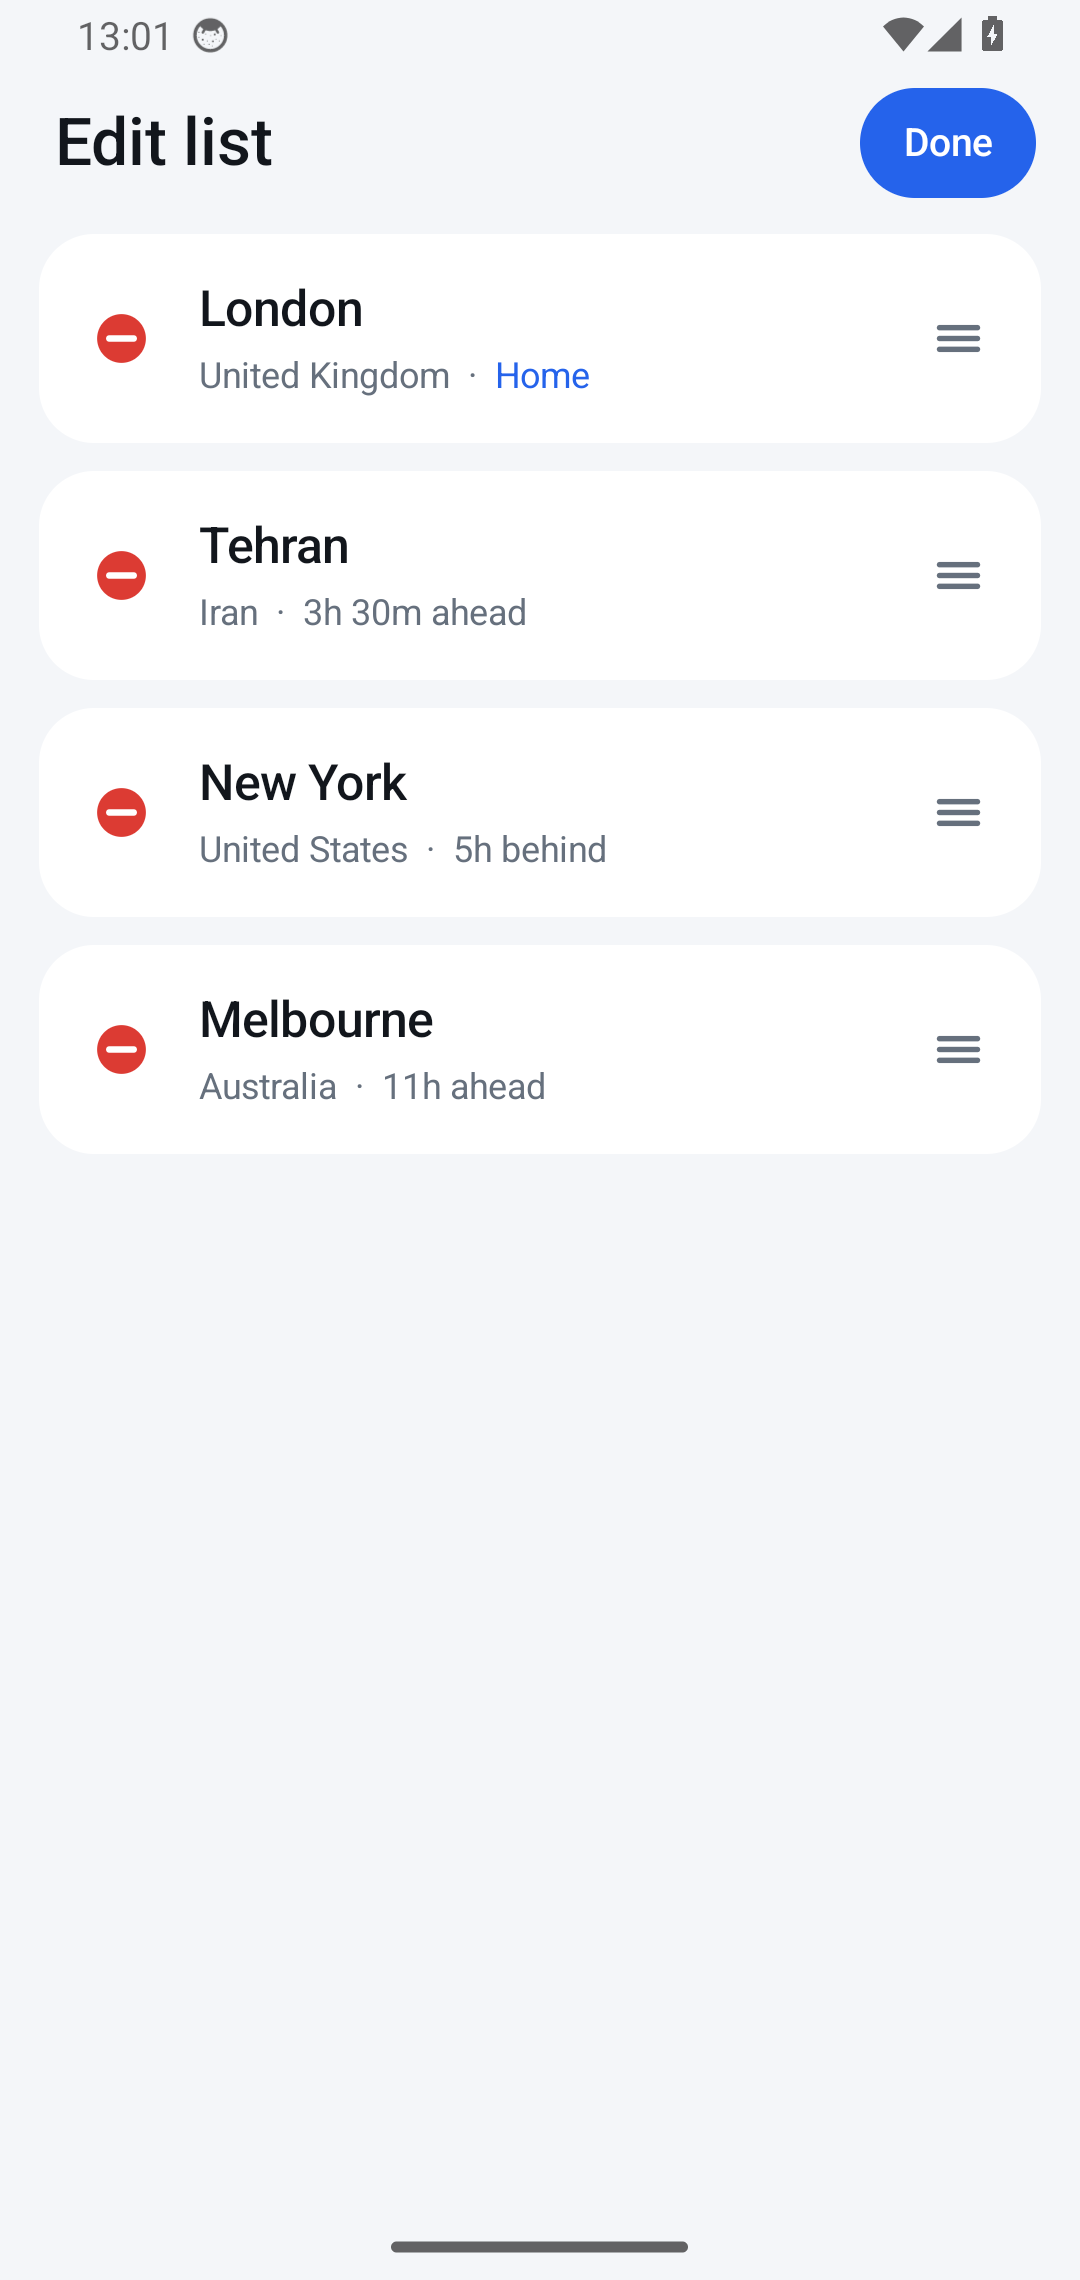 13:01
Edit list
Done
London
United Kingdom · Home
Tehran
Iran · 3h 30m ahead
New York
United States · 5h behind
Melbourne
Australia · 11h ahead